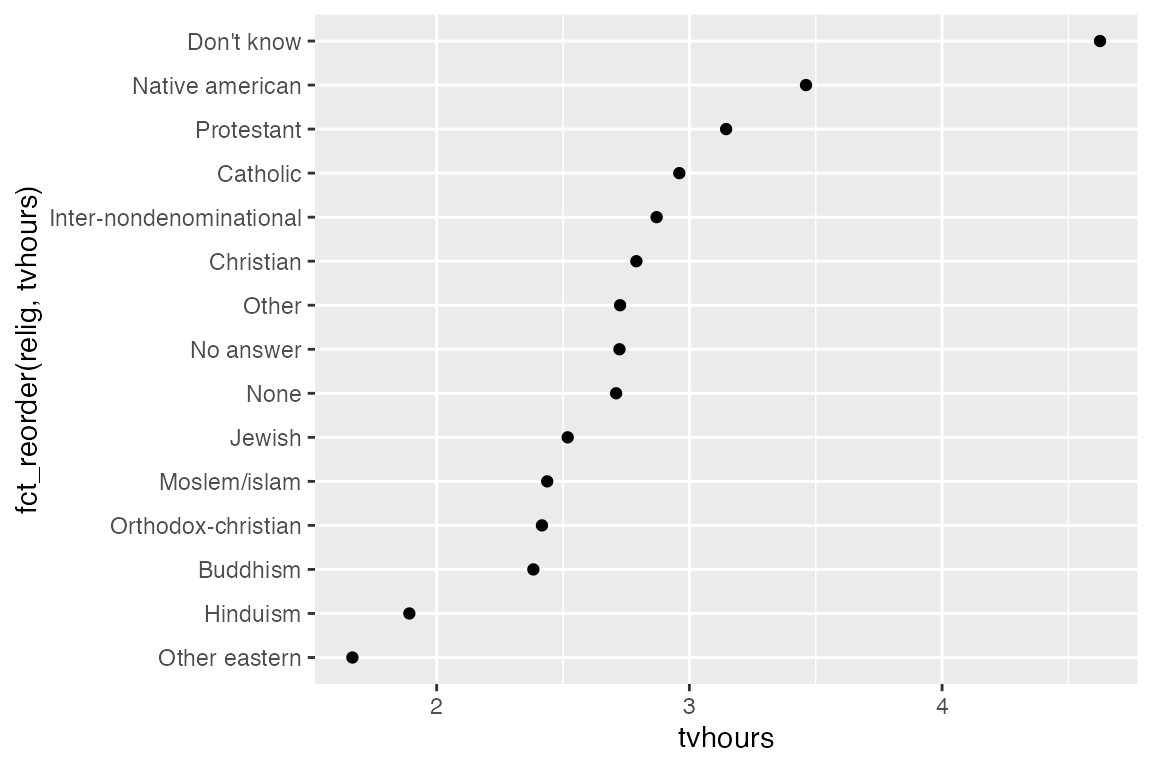 Don't know
Native american
Protestant
Catholic
Inter-nondenominational
Christian
Other
No answer
None
Jewish
Moslem/islam
Orthodox-christian
Buddhism
Hinduism
Other eastern
fct_reorder(relig, tvhours)
2 3 4
tvhours